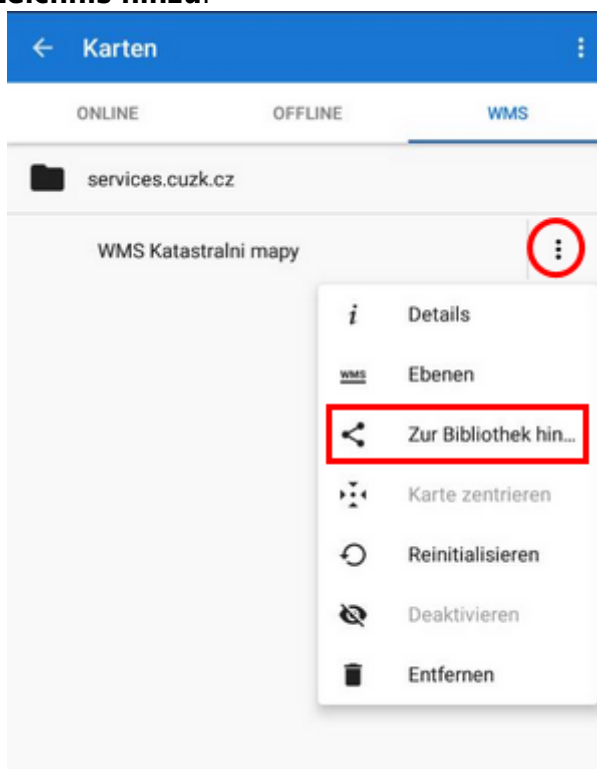 hinzu.
Karten
ONLINE OFFLINE WMS
services.cuzk.cz
WMS Katastralni mapy
i Details
WMS Ebenen
Zur Bibliothek hin...
Karte zentrieren
Reinitialisieren
Deaktivieren
Entfernen